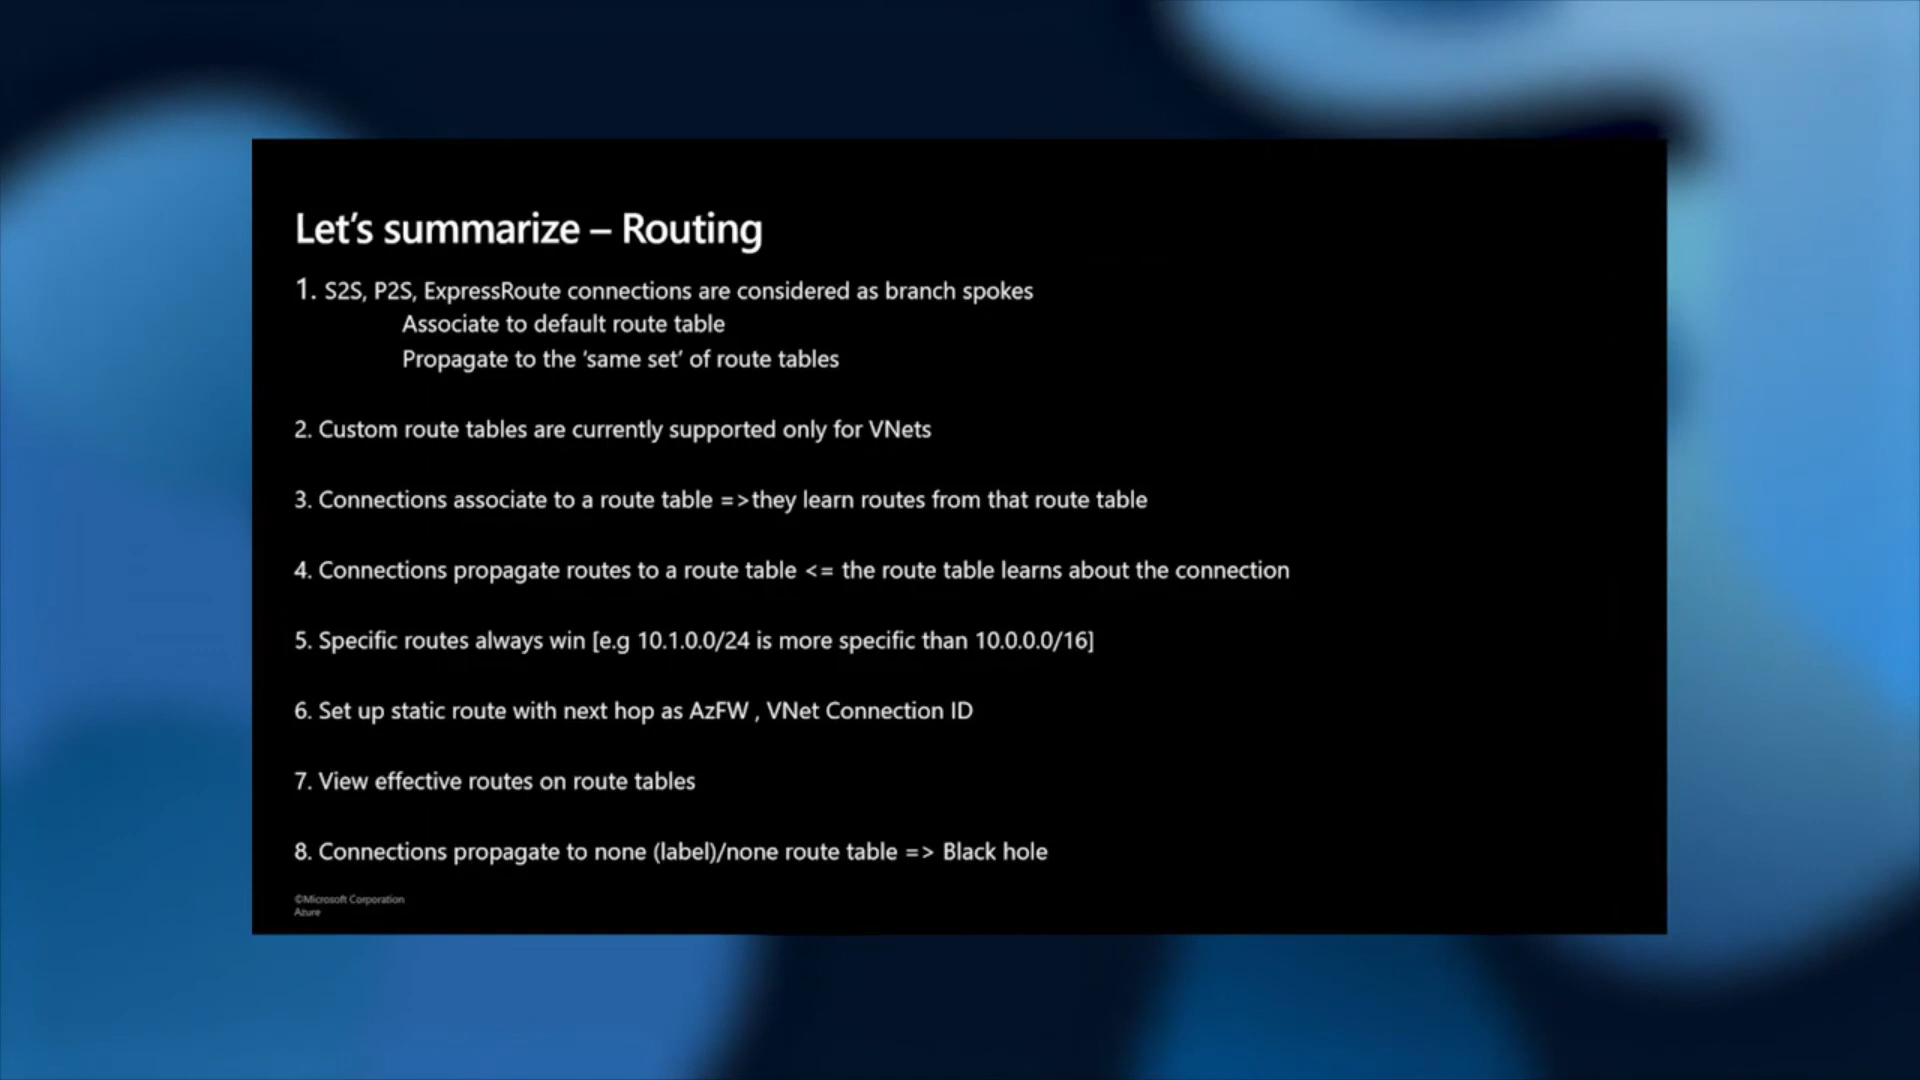 Let’s summarize – Routing
1. S2S, P2S, ExpressRoute connections are considered as branch spokes
Associate to default route table
Propagate to the ‘same set’ of route tables
2. Custom route tables are currently supported only for VNets
3. Connections associate to a route table =>they learn routes from that route table
4. Connections propagate routes to a route table <= the route table learns about the connection
5. Specific routes always win [e.g 10.1.0.0/24 is more specific than 10.0.0.0/16]
6. Set up static route with next hop as AzFW , VNet Connection ID
7. View effective routes on route tables
8. Connections propagate to none (label)/none route table => Black hole
©Microsoft Corporation
Azure